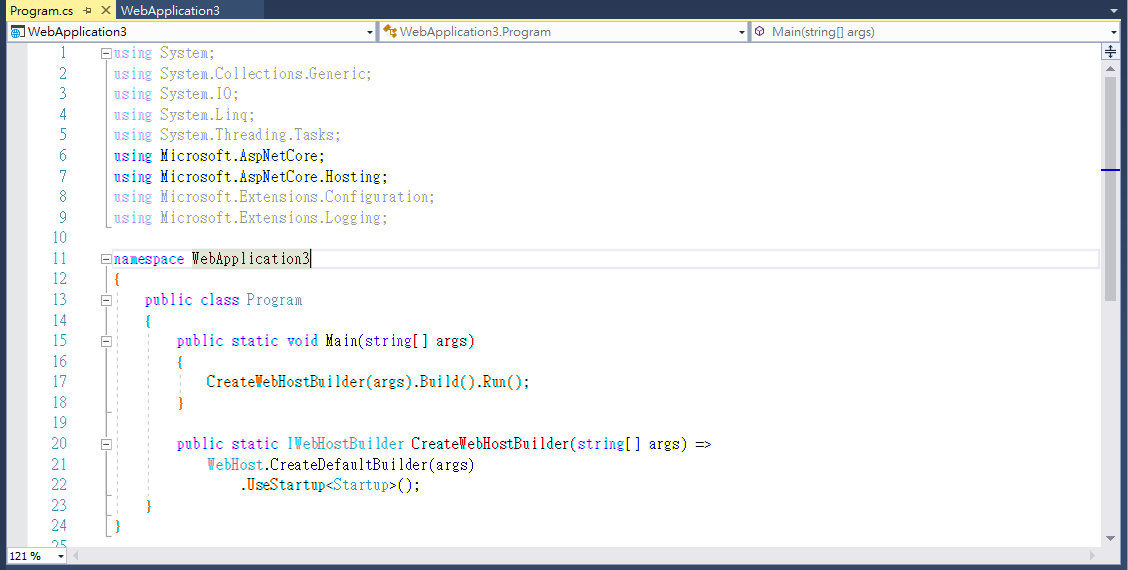 Program.cs WebApplication3
WebApplication3 WebApplication3.Program Main(string[] args)
1 using System;
2 using System.Collections.Generic;
3 using System.IO;
4 using System.Linq;
5 using System.Threading.Tasks;
6 using Microsoft.AspNetCore;
7 using Microsoft.AspNetCore.Hosting;
8 using Microsoft.Extensions.Configuration;
9 using Microsoft.Extensions.Logging;
10
11 namespace WebApplication3
12 {
13     public class Program
14     {
15         public static void Main(string[] args)
16         {
17             CreateWebHostBuilder(args).Build().Run();
18         }
19
20         public static IWebHostBuilder CreateWebHostBuilder(string[] args) =>
21             WebHost.CreateDefaultBuilder(args)
22                 .UseStartup<Startup>();
23     }
24 }
25
121 %